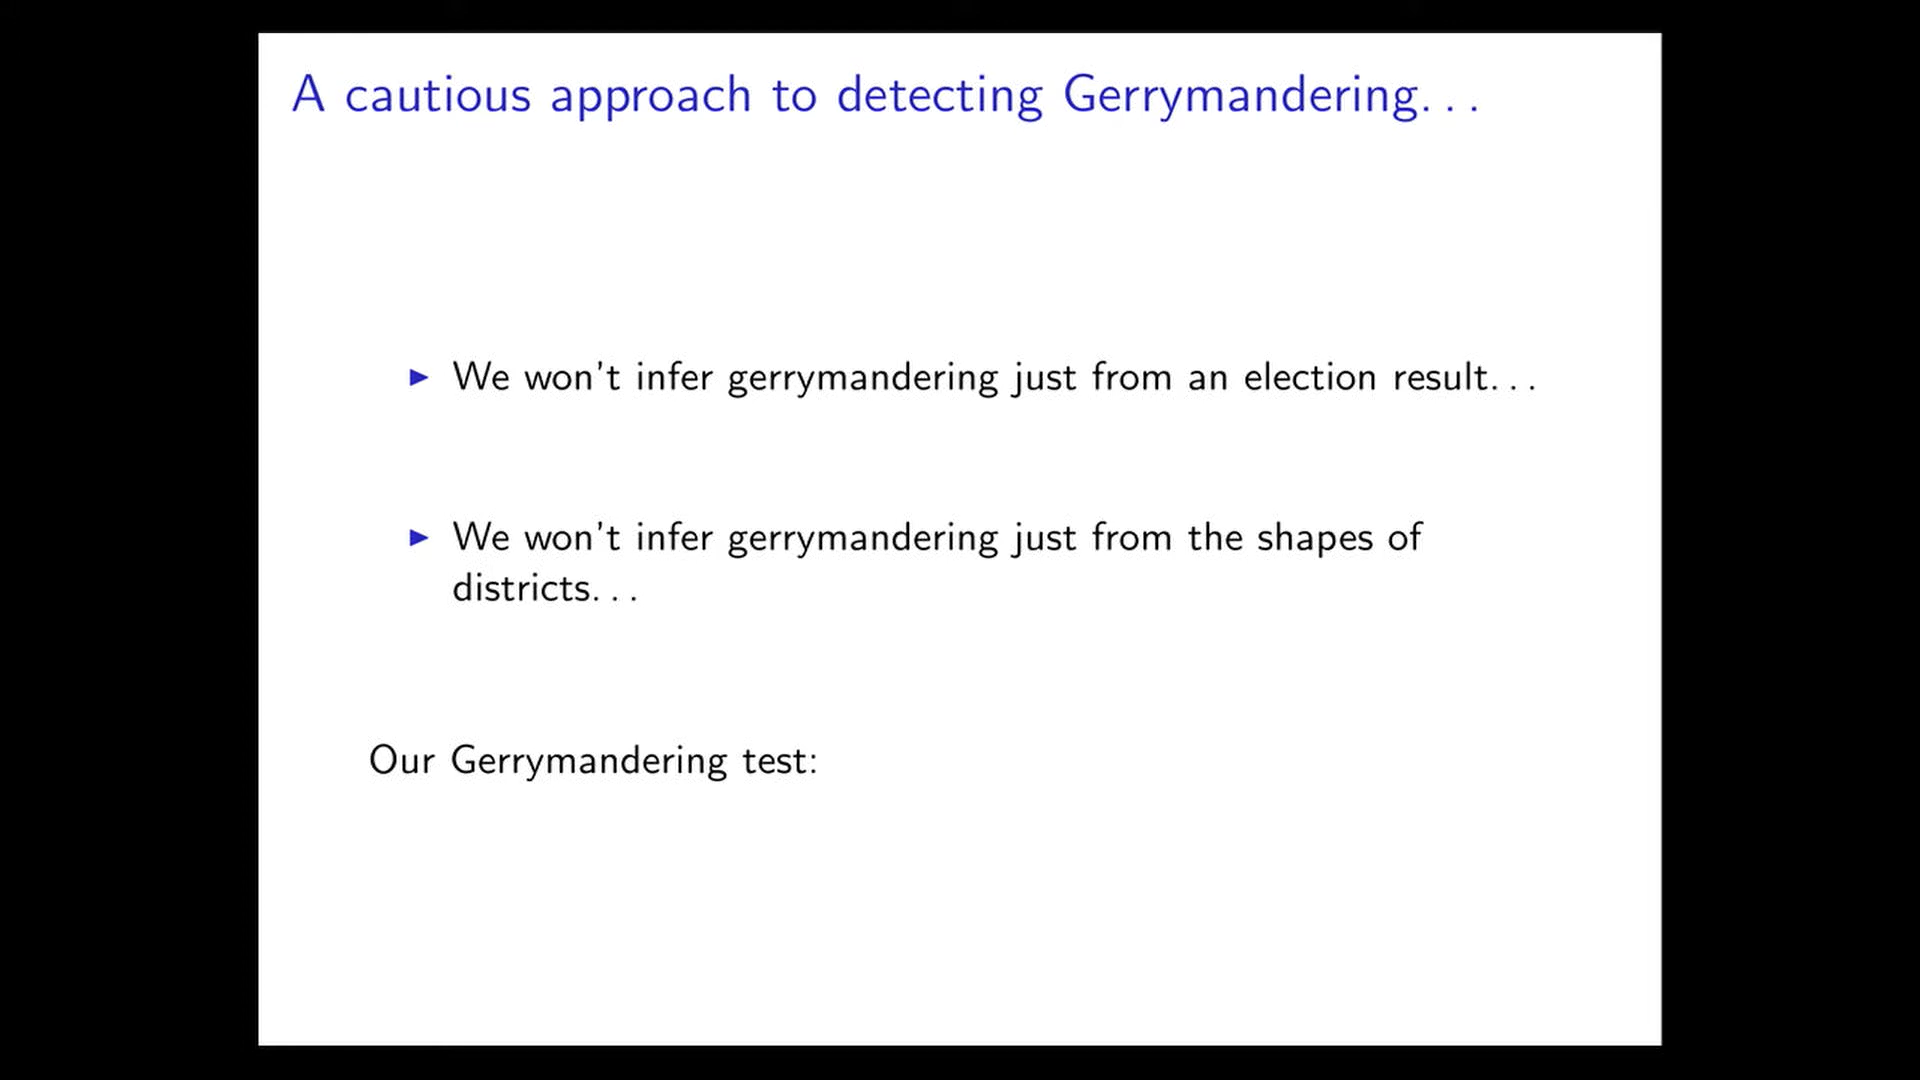 A cautious approach to detecting Gerrymandering...
▶ We won't infer gerrymandering just from an election result...
▶ We won't infer gerrymandering just from the shapes of
districts...
Our Gerrymandering test: